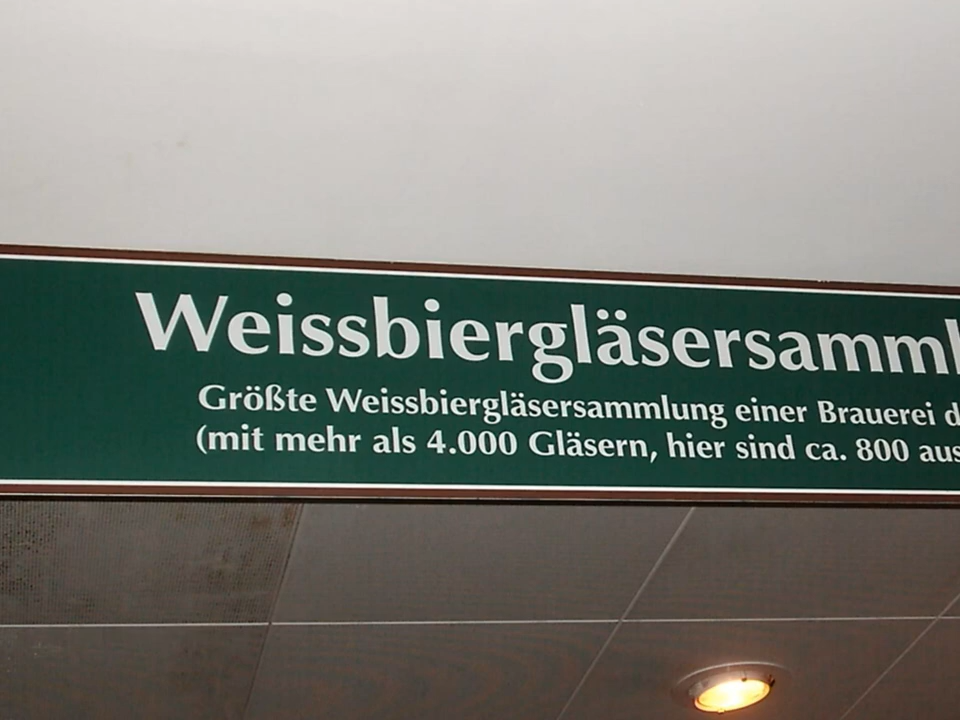 Weissbiergläsersamml
Größte Weissbiergläsersammlung einer Brauerei d
(mit mehr als 4.000 Gläsern, hier sind ca. 800 aus